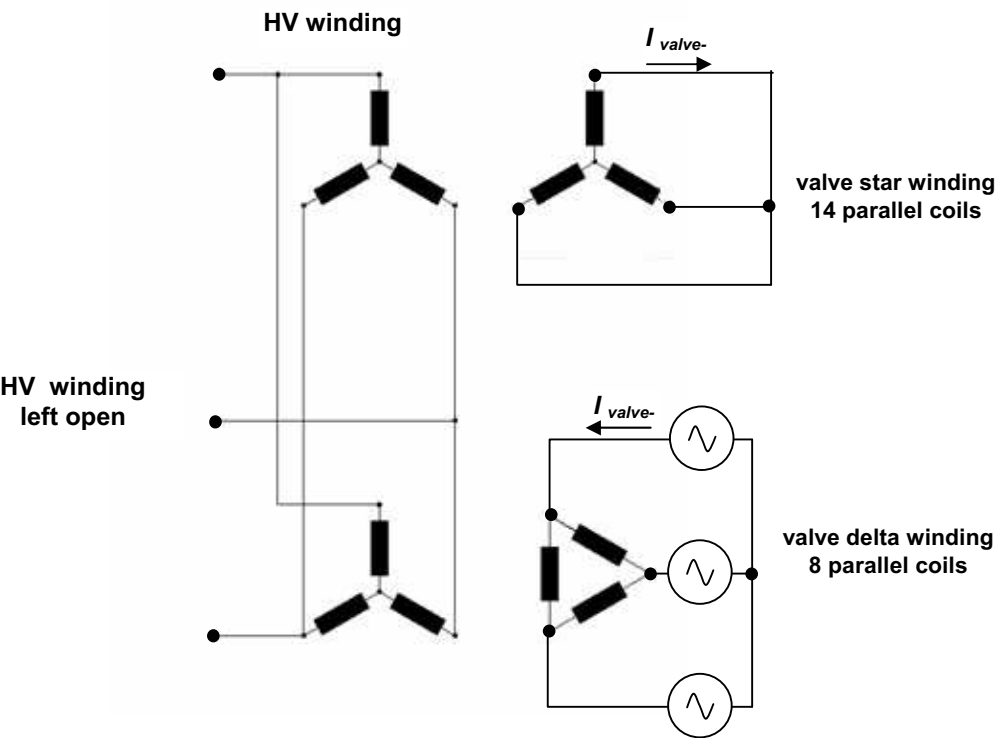 HV winding
I valve-
valve star winding
14 parallel coils
HV winding
left open
I valve-
valve delta winding
8 parallel coils